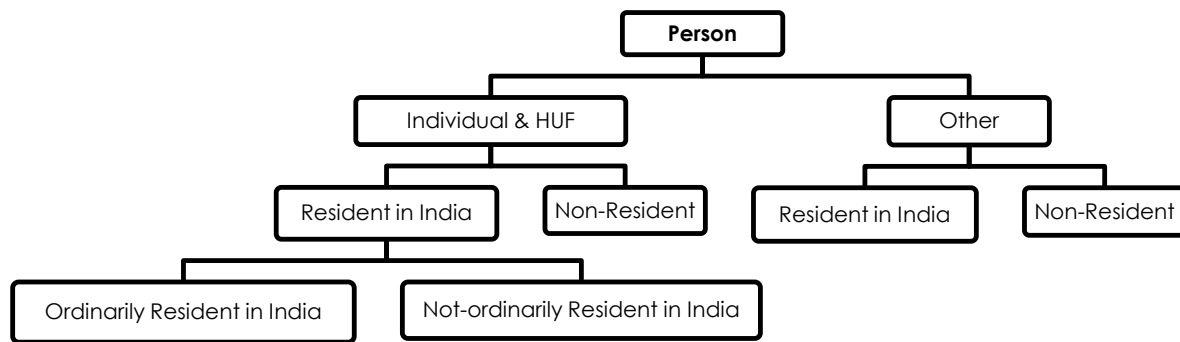 Person
Individual & HUF
Other
Resident in India
Non-Resident
Resident in India
Non-Resident
Ordinarily Resident in India
Not-ordinarily Resident in India